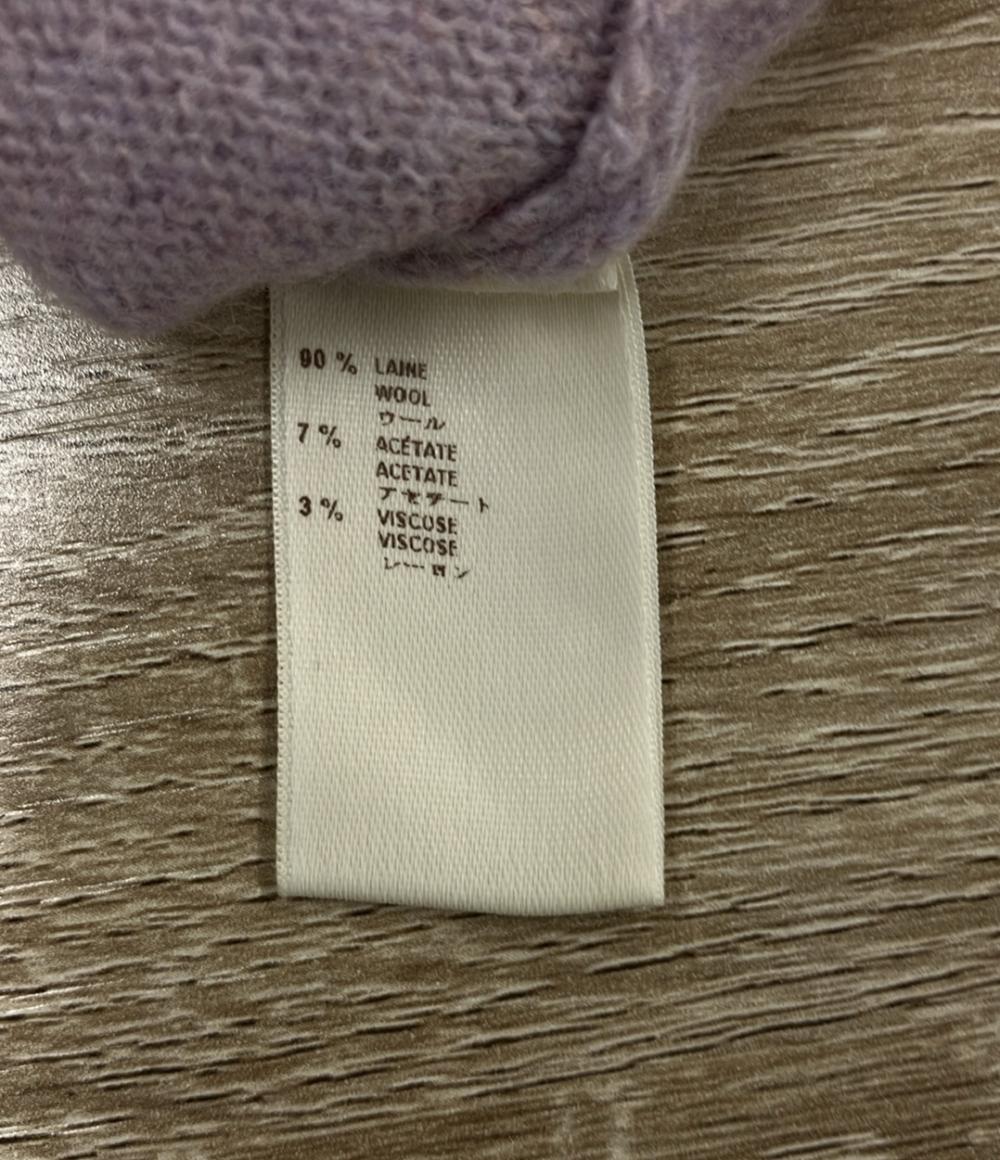 90 % LAINE
WOOL
ウール
7 % ACÉTATE
ACETATE
アセテート
3 % VISCOSE
VISCOSE
レーヨン